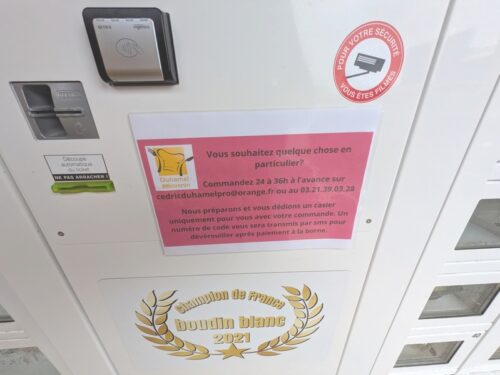 POUR VOTRE SÉCURITÉ
VOUS ÊTES FILMÉS
Découpe
automatique
du ticket
NE PAS ARRACHER !
Duhamel
Vous souhaitez quelque chose en
particulier?
Commandez 24 à 36h à l'avance sur
cedricduhamelpro@orange.fr ou au 03.21.39.03.28
Nous préparons et vous dédions un casier
uniquement pour vous avec votre commande. Un
numéro de code vous sera transmis par sms pour
dévérouiller après paiement à la borne.
Champion de France
boudin blanc
2021